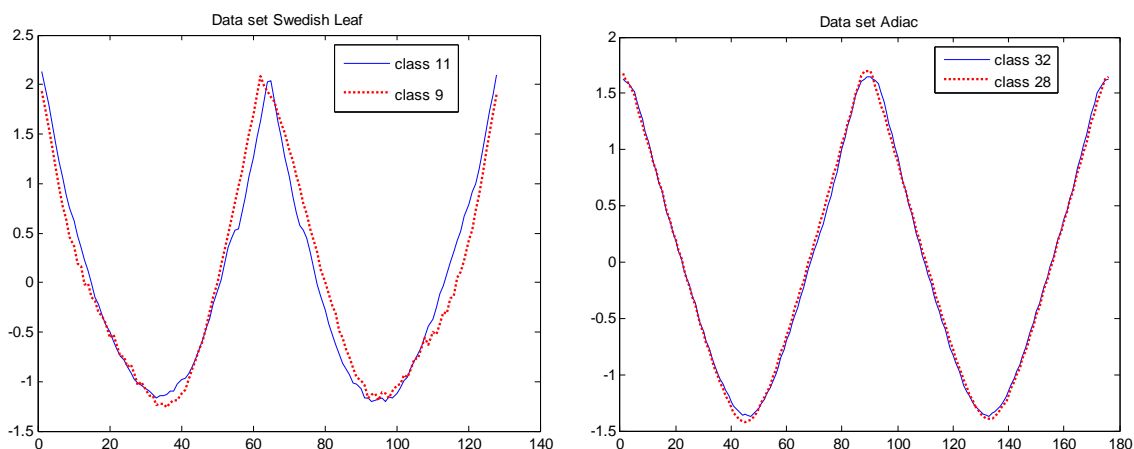 Data set Swedish Leaf
2.5
2
1.5
1
0.5
0
-0.5
-1
-1.5
0 20 40 60 80 100 120 140
class 11
class 9
Data set Adiac
2
1.5
1
0.5
0
-0.5
-1
-1.5
0 20 40 60 80 100 120 140 160 180
class 32
class 28